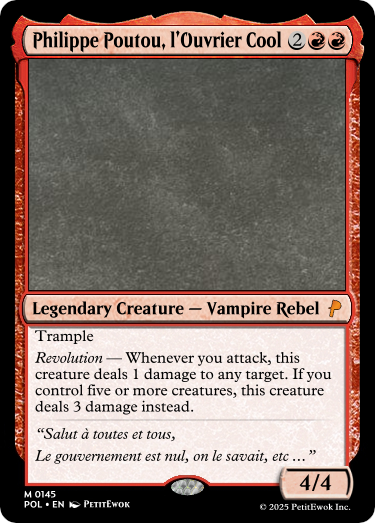 Philippe Poutou, l'Ouvrier Cool 2
Legendary Creature — Vampire Rebel
Trample
Revolution — Whenever you attack, this
creature deals 1 damage to any target. If you
control five or more creatures, this creature
deals 3 damage instead.
“Salut à toutes et tous,
Le gouvernement est nul, on le savait, etc …”
4/4
M 0145
POL • EN PetitEwok
© 2025 PetitEwok Inc.